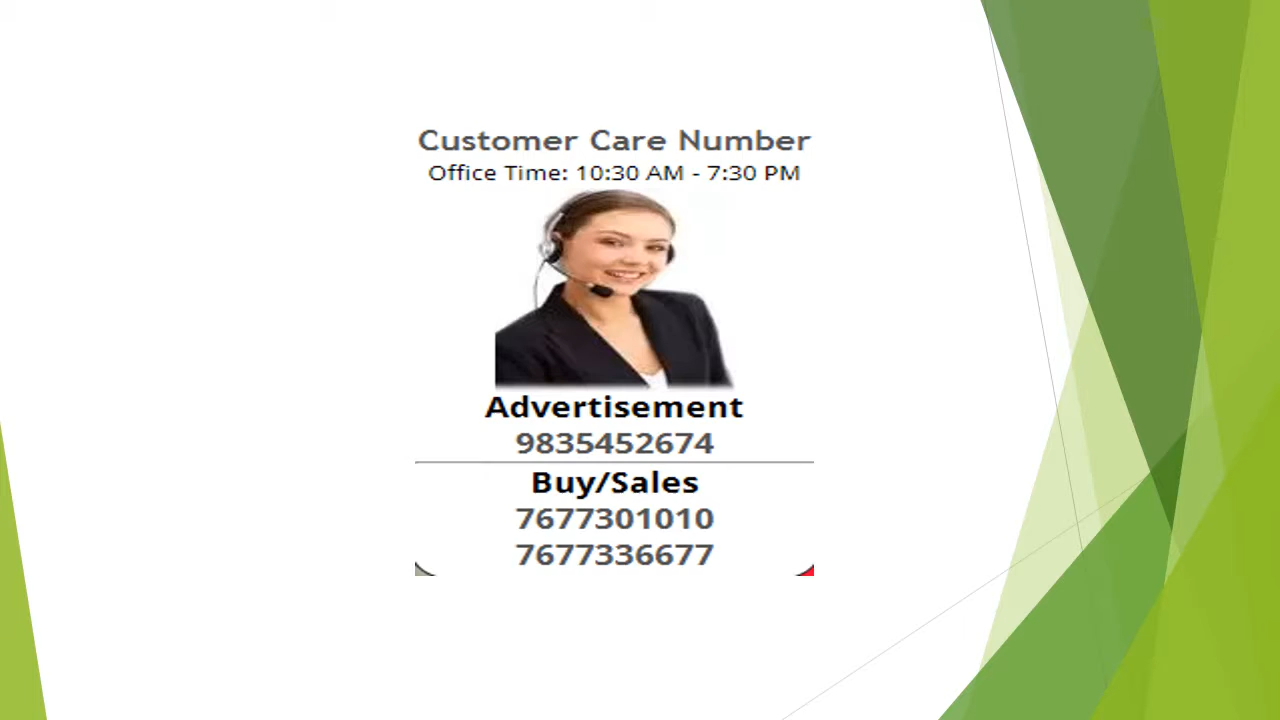 Customer Care Number
Office Time: 10:30 AM - 7:30 PM
Advertisement
9835452674
Buy/Sales
7677301010
7677336677